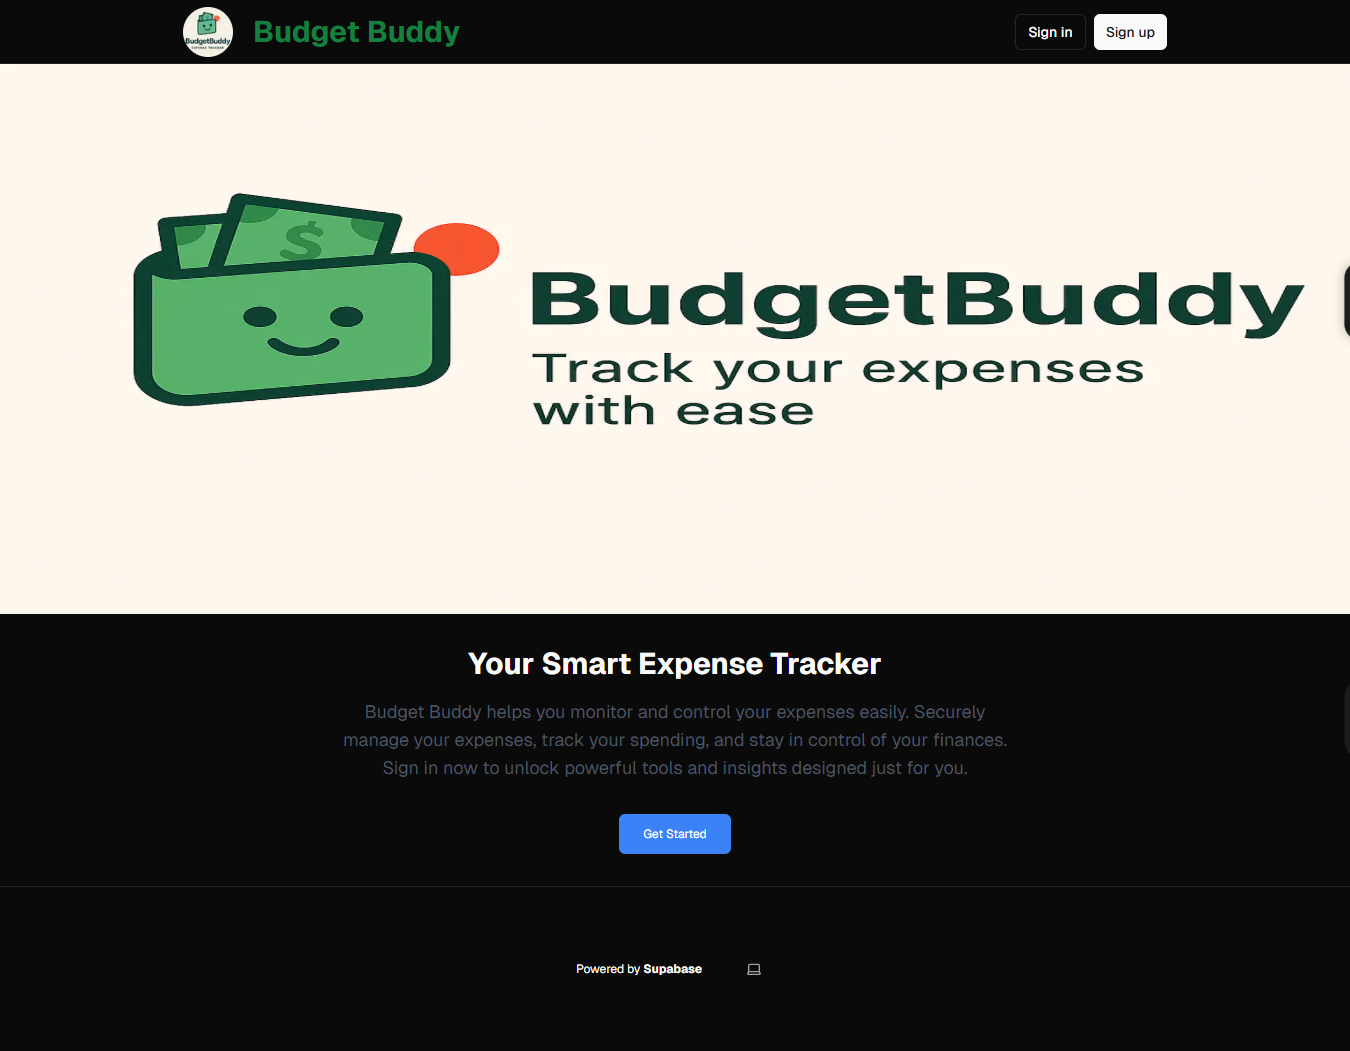 BudgetBuddy
EXPENSE TRACKER
Budget Buddy
Sign in
Sign up
$
BudgetBuddy
Track your expenses
with ease
Your Smart Expense Tracker
Budget Buddy helps you monitor and control your expenses easily. Securely
manage your expenses, track your spending, and stay in control of your finances.
Sign in now to unlock powerful tools and insights designed just for you.
Get Started
Powered by Supabase